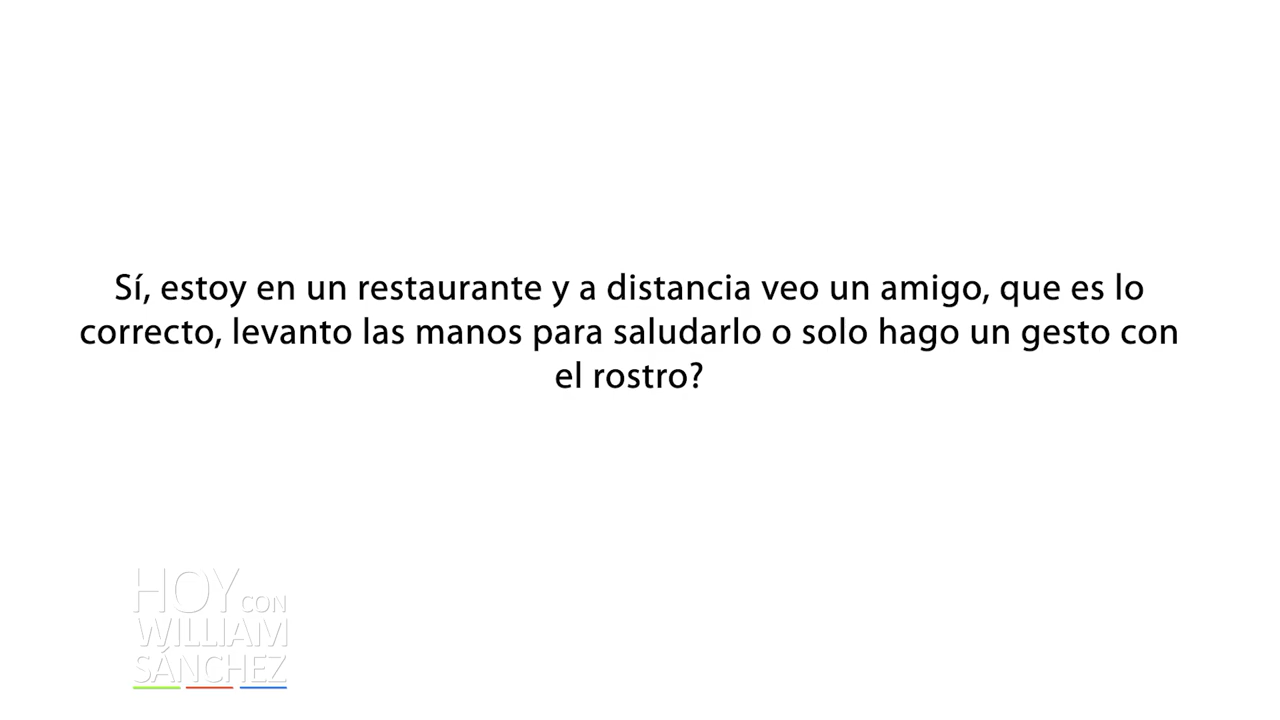 Sí, estoy en un restaurante y a distancia veo un amigo, que es lo
correcto, levanto las manos para saludarlo o solo hago un gesto con
el rostro?
HOY CON
WILLIAM
SÁNCHEZ